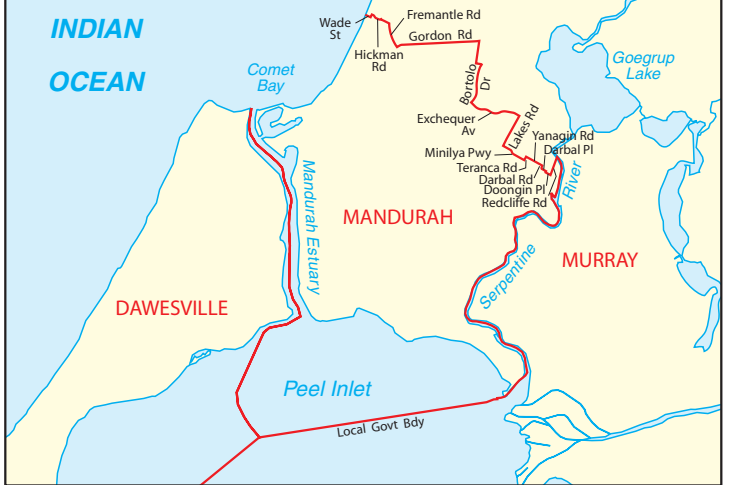 INDIAN
OCEAN
Wade
St
Fremantle Rd
Gordon Rd
Hickman
Rd
Comet
Bay
Goegrup
Lake
Bortolo
Dr
Exchequer
Av
Lakes Rd
Yanagin Rd
Darbal Pl
Minilya Pwy
Teranca Rd
Darbal Rd
Doongin Pl
Redcliffe Rd
River
Serpentine
Mandurah Estuary
MANDURAH
MURRAY
DAWESVILLE
Peel Inlet
Local Govt Bdy